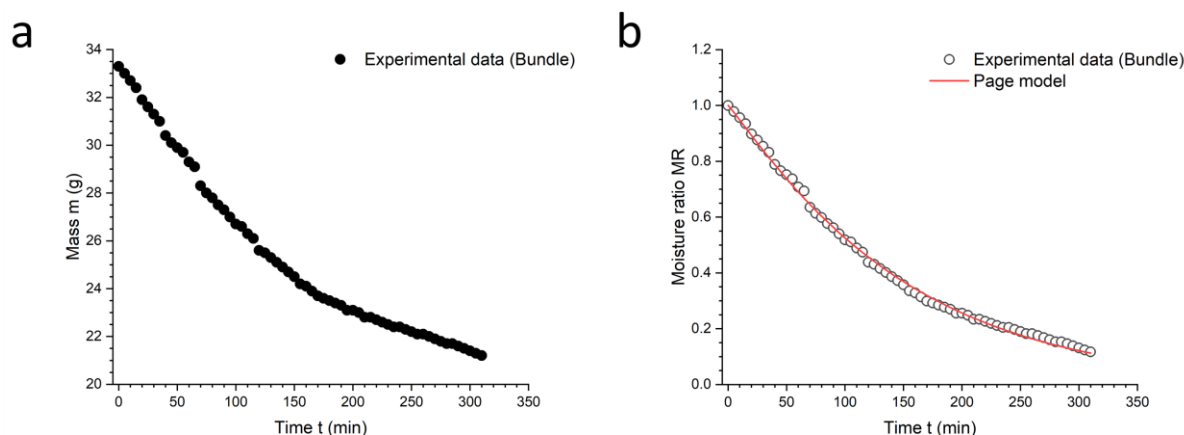 a
Experimental data (Bundle)
34
32
30
28
26
24
22
20
Mass m (g)
0 50 100 150 200 250 300 350
Time t (min)
b
Experimental data (Bundle)
Page model
1.2
1.0
0.8
0.6
0.4
0.2
0.0
Moisture ratio MR
0 50 100 150 200 250 300 350
Time t (min)